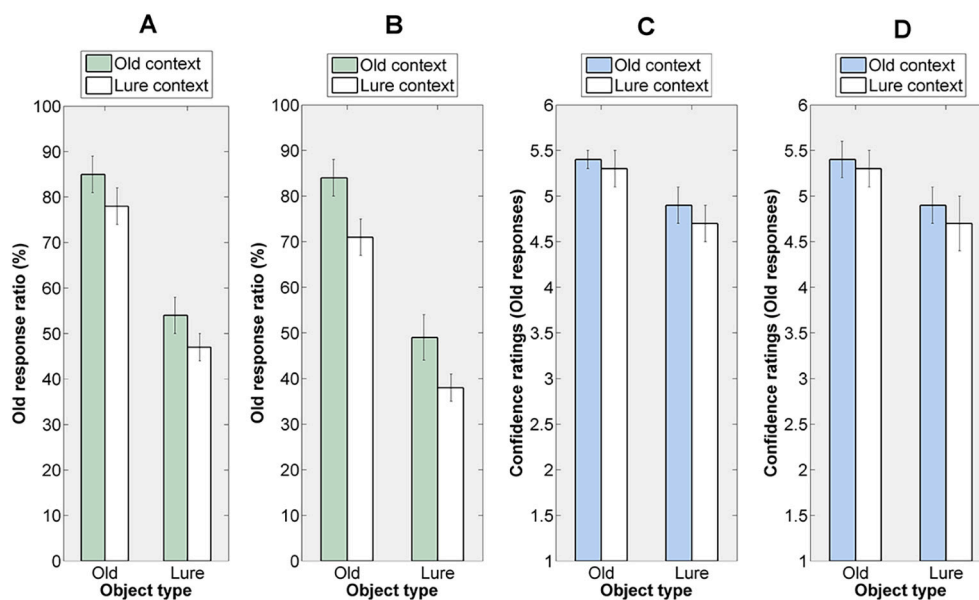 A
Old context
Lure context
Old response ratio (%)
100
90
80
70
60
50
40
30
20
10
0
Old Lure
Object type
B
Old context
Lure context
Old response ratio (%)
100
90
80
70
60
50
40
30
20
10
0
Old Lure
Object type
C
Old context
Lure context
Confidence ratings (Old responses)
6
5.5
5
4.5
4
3.5
3
2.5
2
1.5
1
Old Lure
Object type
D
Old context
Lure context
Confidence ratings (Old responses)
6
5.5
5
4.5
4
3.5
3
2.5
2
1.5
1
Old Lure
Object type